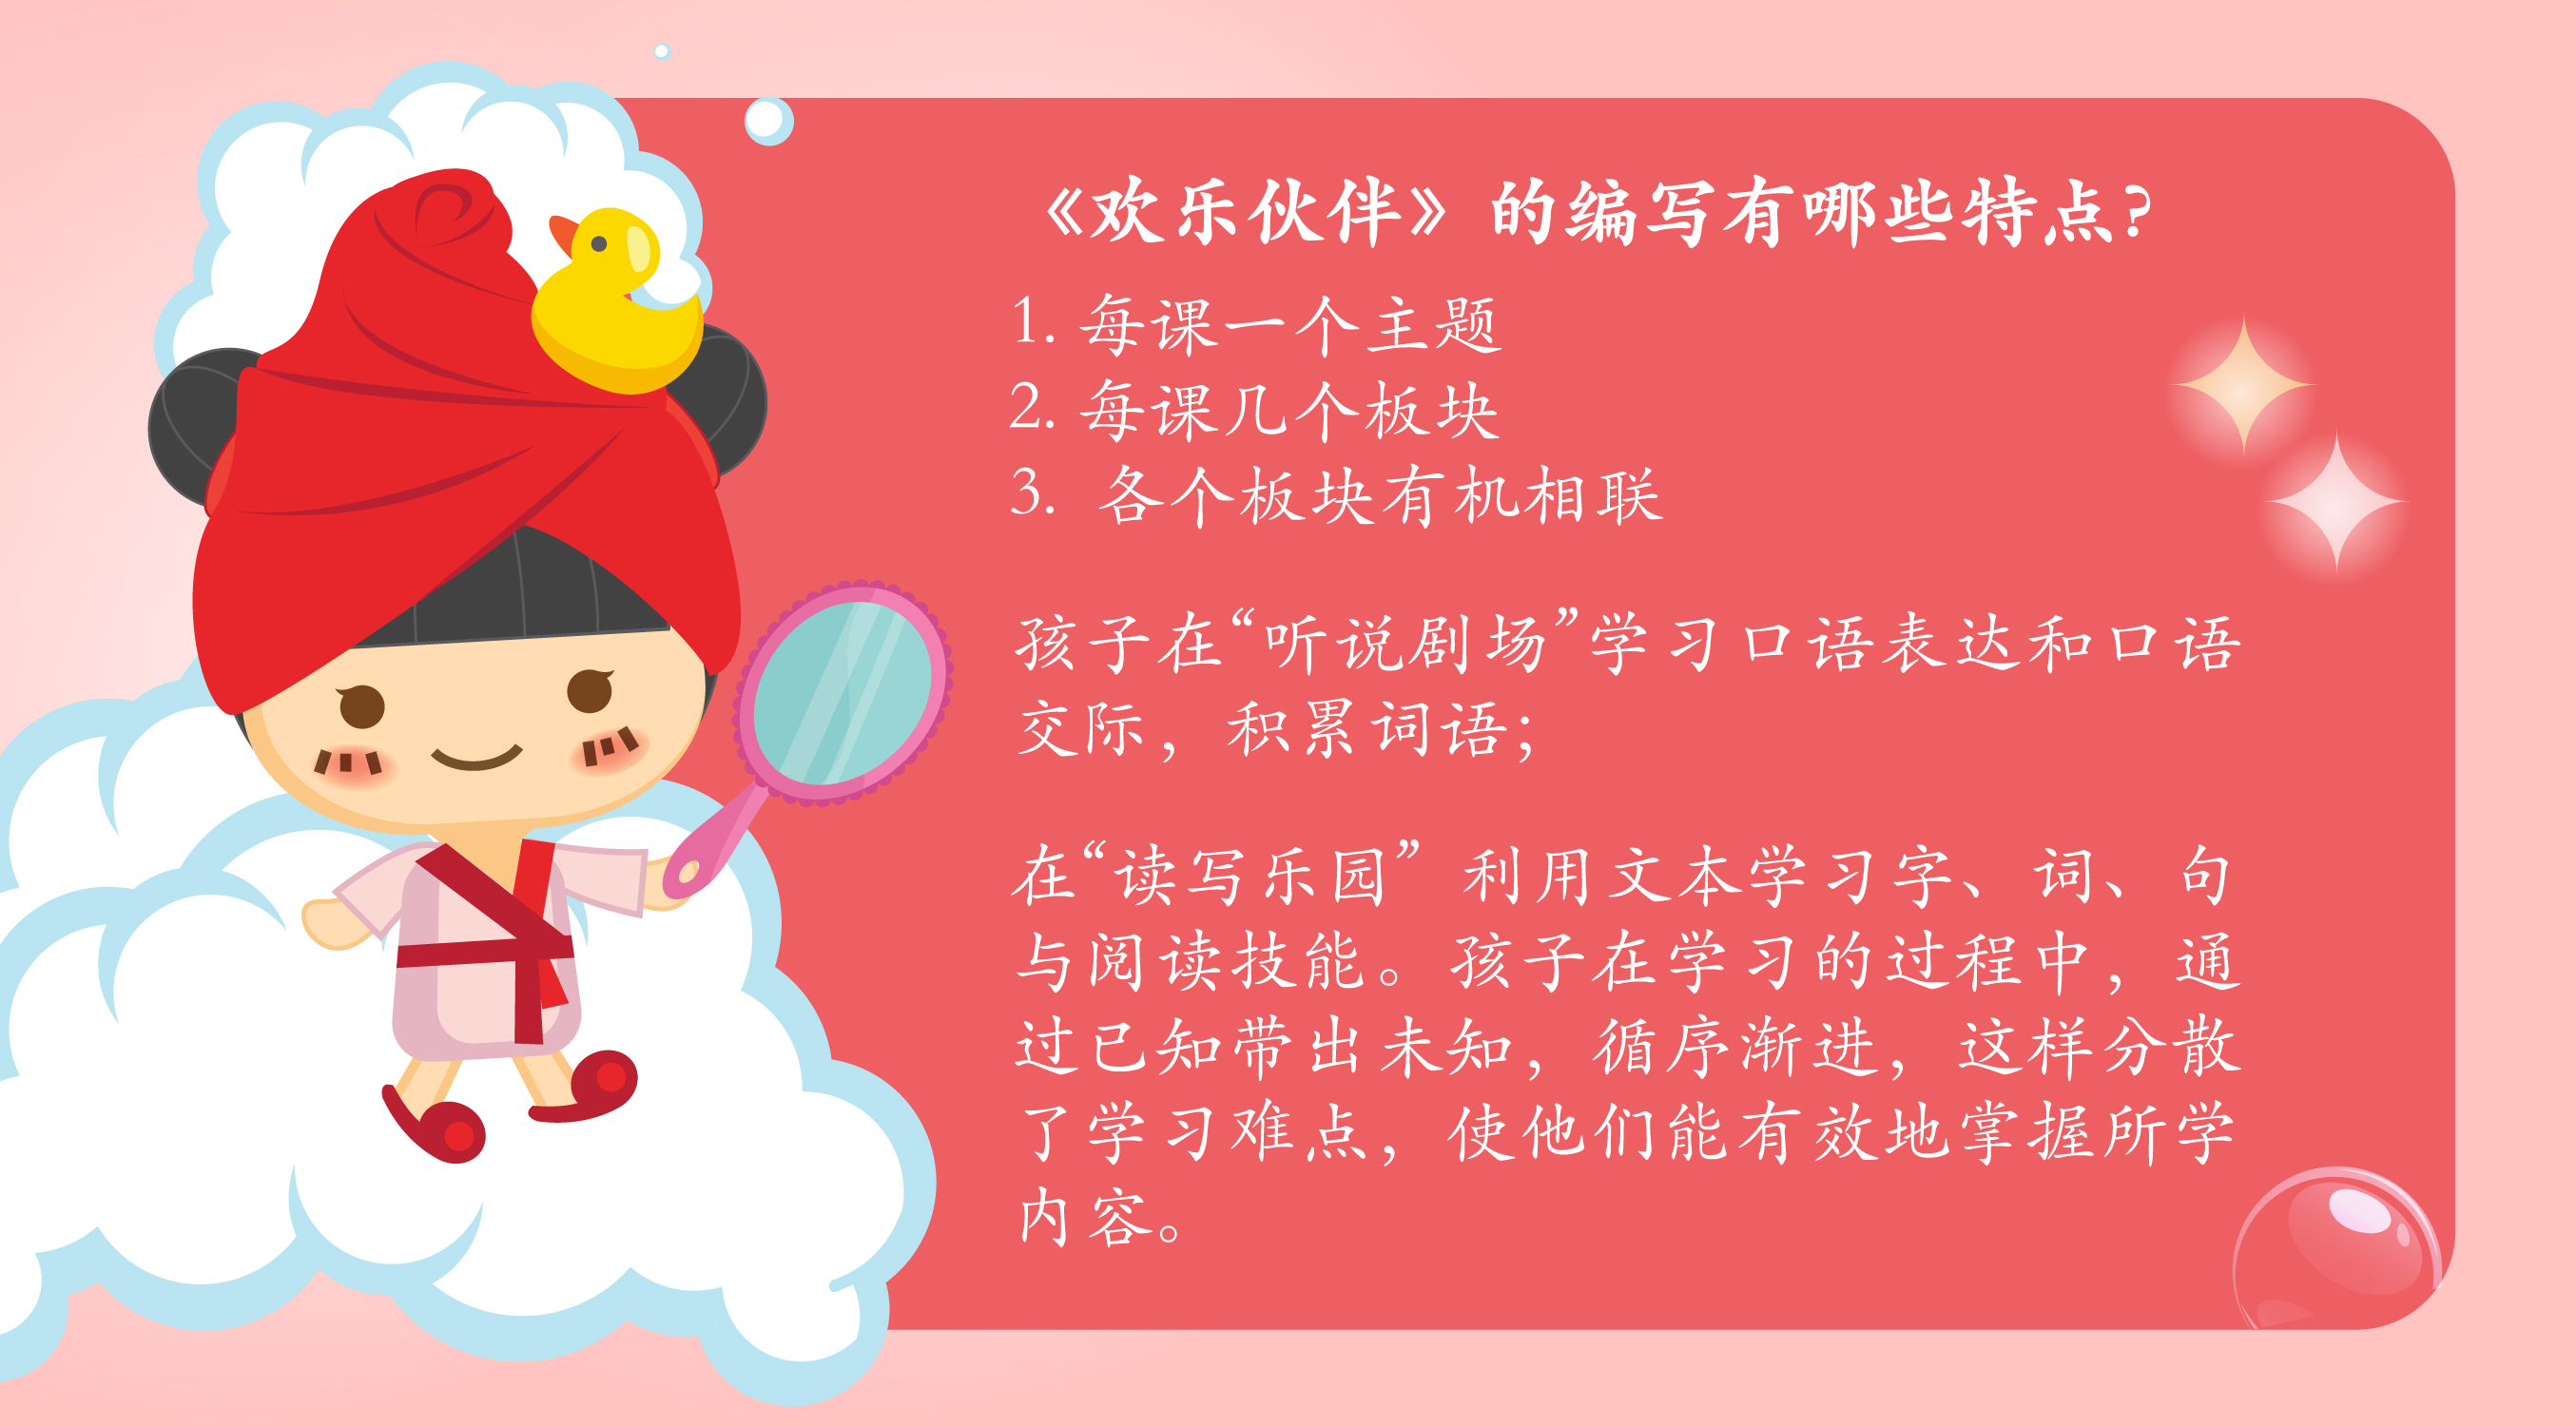 《欢乐伙伴》的编写有哪些特点？
1. 每课一个主题
2. 每课几个板块
3. 各个板块有机相联
孩子在“听说剧场”学习口语表达和口语
交际，积累词语；
在“读写乐园” 利用文本学习字、词、句
与阅读技能。孩子在学习的过程中，通
过已知带出未知，循序渐进，这样分散
了学习难点，使他们能有效地掌握所学
内容。